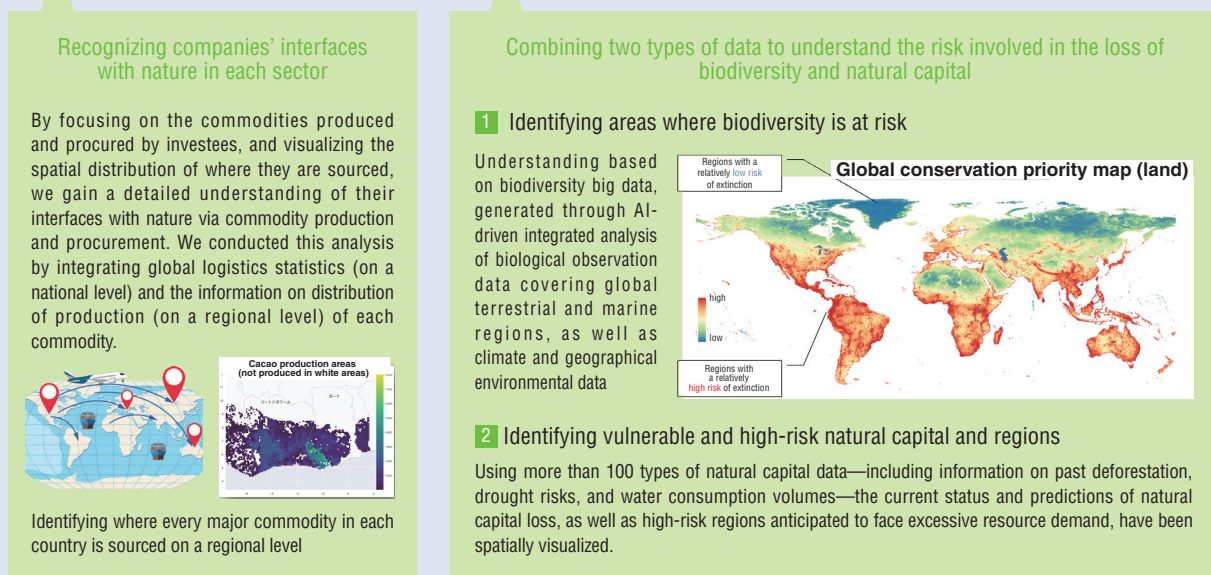 Recognizing companies’ interfaces
with nature in each sector
By focusing on the commodities produced
and procured by investees, and visualizing the
spatial distribution of where they are sourced,
we gain a detailed understanding of their
interfaces with nature via commodity production
and procurement. We conducted this analysis
by integrating global logistics statistics (on a
national level) and the information on distribution
of production (on a regional level) of each
commodity.
Cacao production areas
(not produced in white areas)
コートジボワール
ガーナ
Identifying where every major commodity in each
country is sourced on a regional level
Combining two types of data to understand the risk involved in the loss of
biodiversity and natural capital
1 Identifying areas where biodiversity is at risk
Understanding based
on biodiversity big data,
generated through AI-
driven integrated analysis
of biological observation
data covering global
terrestrial and marine
regions, as well as
climate and geographical
environmental data
Regions with a
relatively low risk
of extinction
Global conservation priority map (land)
high
low
Regions with
a relatively
high risk of extinction
2 Identifying vulnerable and high-risk natural capital and regions
Using more than 100 types of natural capital data—including information on past deforestation,
drought risks, and water consumption volumes—the current status and predictions of natural
capital loss, as well as high-risk regions anticipated to face excessive resource demand, have been
spatially visualized.